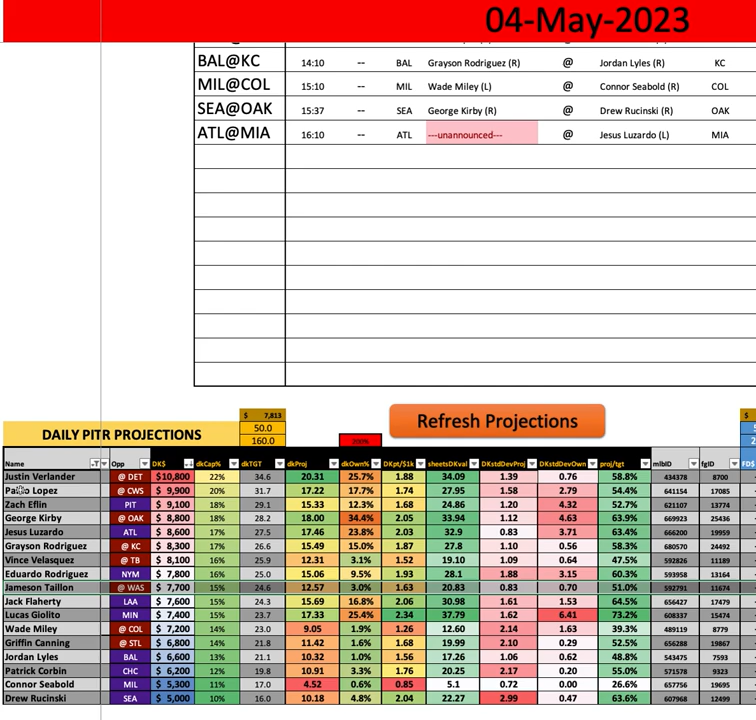 04-May-2023
BAL@KC 14:10 -- BAL Grayson Rodriguez (R) @ Jordan Lyles (R) KC
MIL@COL 15:10 -- MIL Wade Miley (L) @ Connor Seabold (R) COL
SEA@OAK 15:37 -- SEA George Kirby (R) @ Drew Rucinski (R) OAK
ATL@MIA 16:10 -- ATL ---unannounced--- @ Jesus Luzardo (L) MIA
$ 7,813 $
DAILY PITR PROJECTIONS 50.0 Refresh Projections
160.0 200%
Name Opp DK$ dkCap% dkTGT dkProj dkOwn% DKpt/$1k sheetsDKval DKstdDevProj DKstdDevOwn proj/tgt mlbID fgID FD$
Justin Verlander @ DET $10,800 22% 34.6 20.31 25.7% 1.88 34.09 1.39 0.76 58.8% 434378 8700
Pablo Lopez @ CWS $ 9,900 20% 31.7 17.22 17.7% 1.74 27.95 1.58 2.79 54.4% 641154 17085
Zach Eflin PIT $ 9,100 18% 29.1 15.33 12.3% 1.68 24.86 1.20 4.32 52.7% 621107 13774
George Kirby @ OAK $ 8,800 18% 28.2 18.00 34.4% 2.05 33.94 1.12 4.63 63.9% 669923 25436
Jesus Luzardo ATL $ 8,600 17% 27.5 17.46 23.8% 2.03 32.9 0.83 3.71 63.4% 666200 19959
Grayson Rodriguez @ KC $ 8,300 17% 26.6 15.49 15.0% 1.87 27.8 1.10 0.56 58.3% 680570 24492
Vince Velasquez @ TB $ 8,100 16% 25.9 12.31 3.1% 1.52 19.10 1.09 0.64 47.5% 592826 11189
Eduardo Rodriguez NYM $ 7,800 16% 25.0 15.06 9.5% 1.93 28.1 1.88 3.15 60.3% 593958 13164
Jameson Taillon @ WAS $ 7,700 15% 24.6 12.57 3.0% 1.63 20.83 0.83 0.70 51.0% 592791 11674
Jack Flaherty LAA $ 7,600 15% 24.3 15.69 16.8% 2.06 30.98 1.61 1.53 64.5% 656427 17479
Lucas Giolito MIN $ 7,400 15% 23.7 17.33 25.4% 2.34 37.79 1.62 6.41 73.2% 608337 15474
Wade Miley @ COL $ 7,200 14% 23.0 9.05 1.9% 1.26 12.60 2.14 1.63 39.3% 489119 8779
Griffin Canning @ STL $ 6,800 14% 21.8 11.42 1.6% 1.68 19.99 2.10 0.29 52.5% 656288 19867
Jordan Lyles BAL $ 6,600 13% 21.1 10.32 1.0% 1.56 17.26 1.06 0.62 48.8% 543475 7593
Patrick Corbin CHC $ 6,200 12% 19.8 10.91 3.3% 1.76 20.25 2.17 0.20 55.0% 571578 9323
Connor Seabold MIL $ 5,300 11% 17.0 4.52 0.6% 0.85 5.1 0.72 0.00 26.6% 657756 19695
Drew Rucinski SEA $ 5,000 10% 16.0 10.18 4.8% 2.04 22.27 2.99 0.47 63.6% 607968 12499